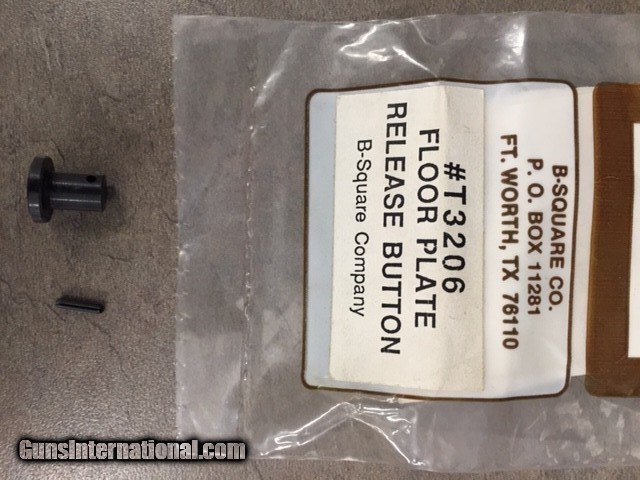 B-SQUARE CO.
P. O. BOX 11281
FT. WORTH, TX 76110
#T3206
FLOOR PLATE
RELEASE BUTTON
B-Square Company
GunsInternational.com